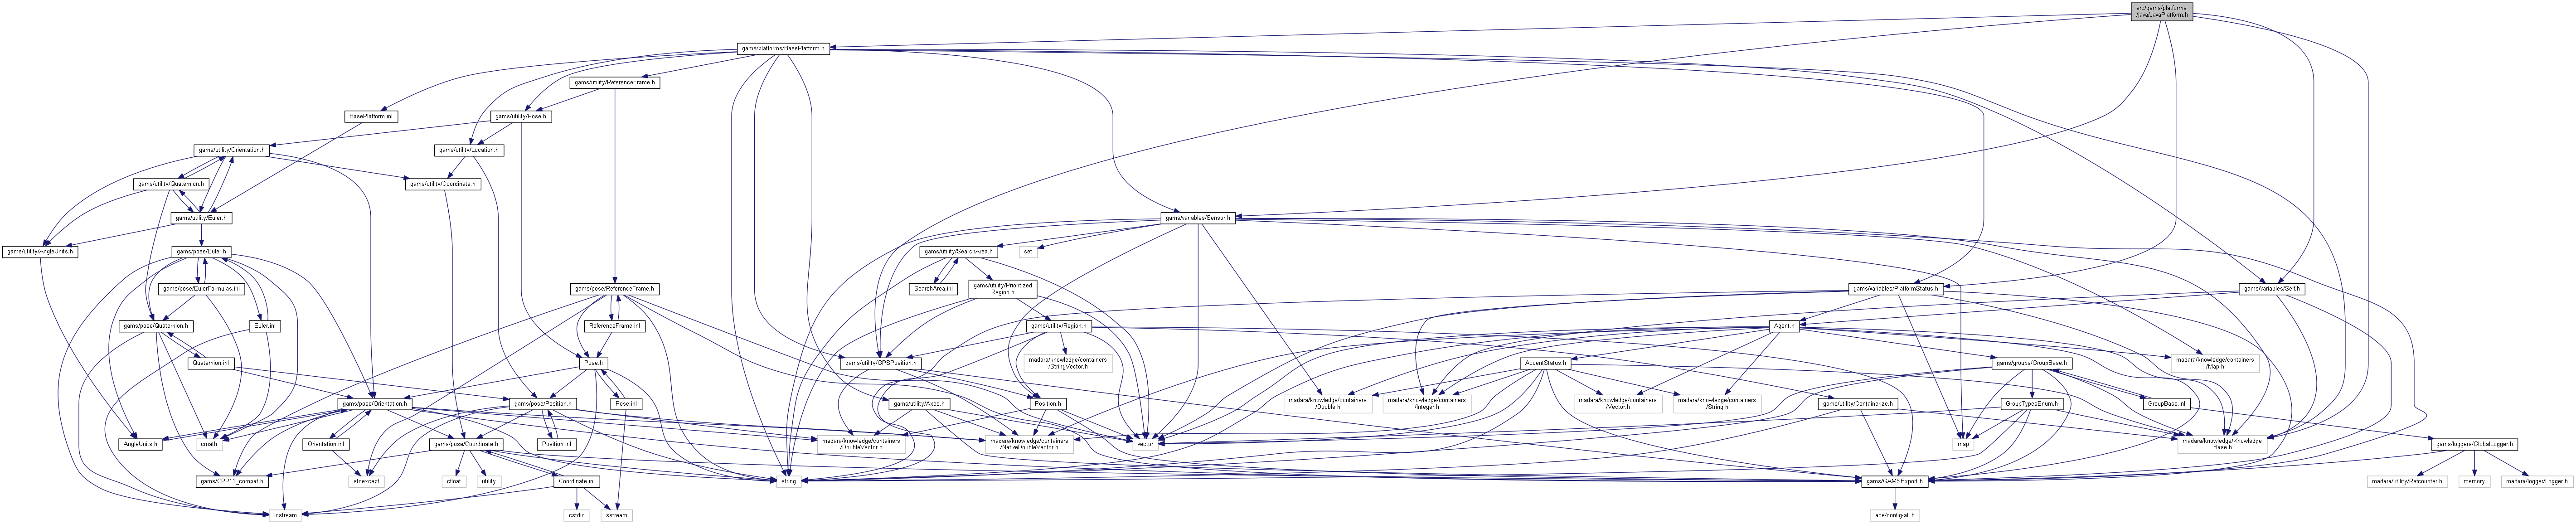 src/gams/platforms
/java/JavaPlatform.h
gams/platforms/BasePlatform.h
gams/utility/ReferenceFrame.h
BasePlatform.inl
gams/utility/Pose.h
gams/utility/Orientation.h
gams/utility/Location.h
gams/utility/Quaternion.h
gams/utility/Coordinate.h
gams/utility/Euler.h
gams/variables/Sensor.h
gams/utility/AngleUnits.h
gams/pose/Euler.h
gams/utility/SearchArea.h
set
gams/pose/EulerFormulas.inl
gams/pose/ReferenceFrame.h
SearchArea.inl
gams/utility/Prioritized
Region.h
gams/variables/PlatformStatus.h
gams/variables/Self.h
gams/pose/Quaternion.h
Euler.inl
ReferenceFrame.inl
gams/utility/Region.h
Agent.h
Quaternion.inl
Pose.h
gams/utility/GPSPosition.h
madara/knowledge/containers
/StringVector.h
AccentStatus.h
gams/groups/GroupBase.h
madara/knowledge/containers
/Map.h
gams/pose/Orientation.h
gams/pose/Position.h
Pose.inl
gams/utility/Axes.h
Position.h
madara/knowledge/containers
/Double.h
madara/knowledge/containers
/Integer.h
madara/knowledge/containers
/Vector.h
madara/knowledge/containers
/String.h
gams/utility/Containerize.h
GroupTypesEnum.h
GroupBase.inl
AngleUnits.h
cmath
Orientation.inl
gams/pose/Coordinate.h
Position.inl
madara/knowledge/containers
/DoubleVector.h
madara/knowledge/containers
/NativeDoubleVector.h
vector
map
madara/knowledge/Knowledge
Base.h
gams/loggers/GlobalLogger.h
gams/CPP11_compat.h
stdexcept
cfloat
utility
Coordinate.inl
string
gams/GAMSExport.h
madara/utility/Refcounter.h
memory
madara/logger/Logger.h
iostream
cstdio
sstream
ace/config-all.h